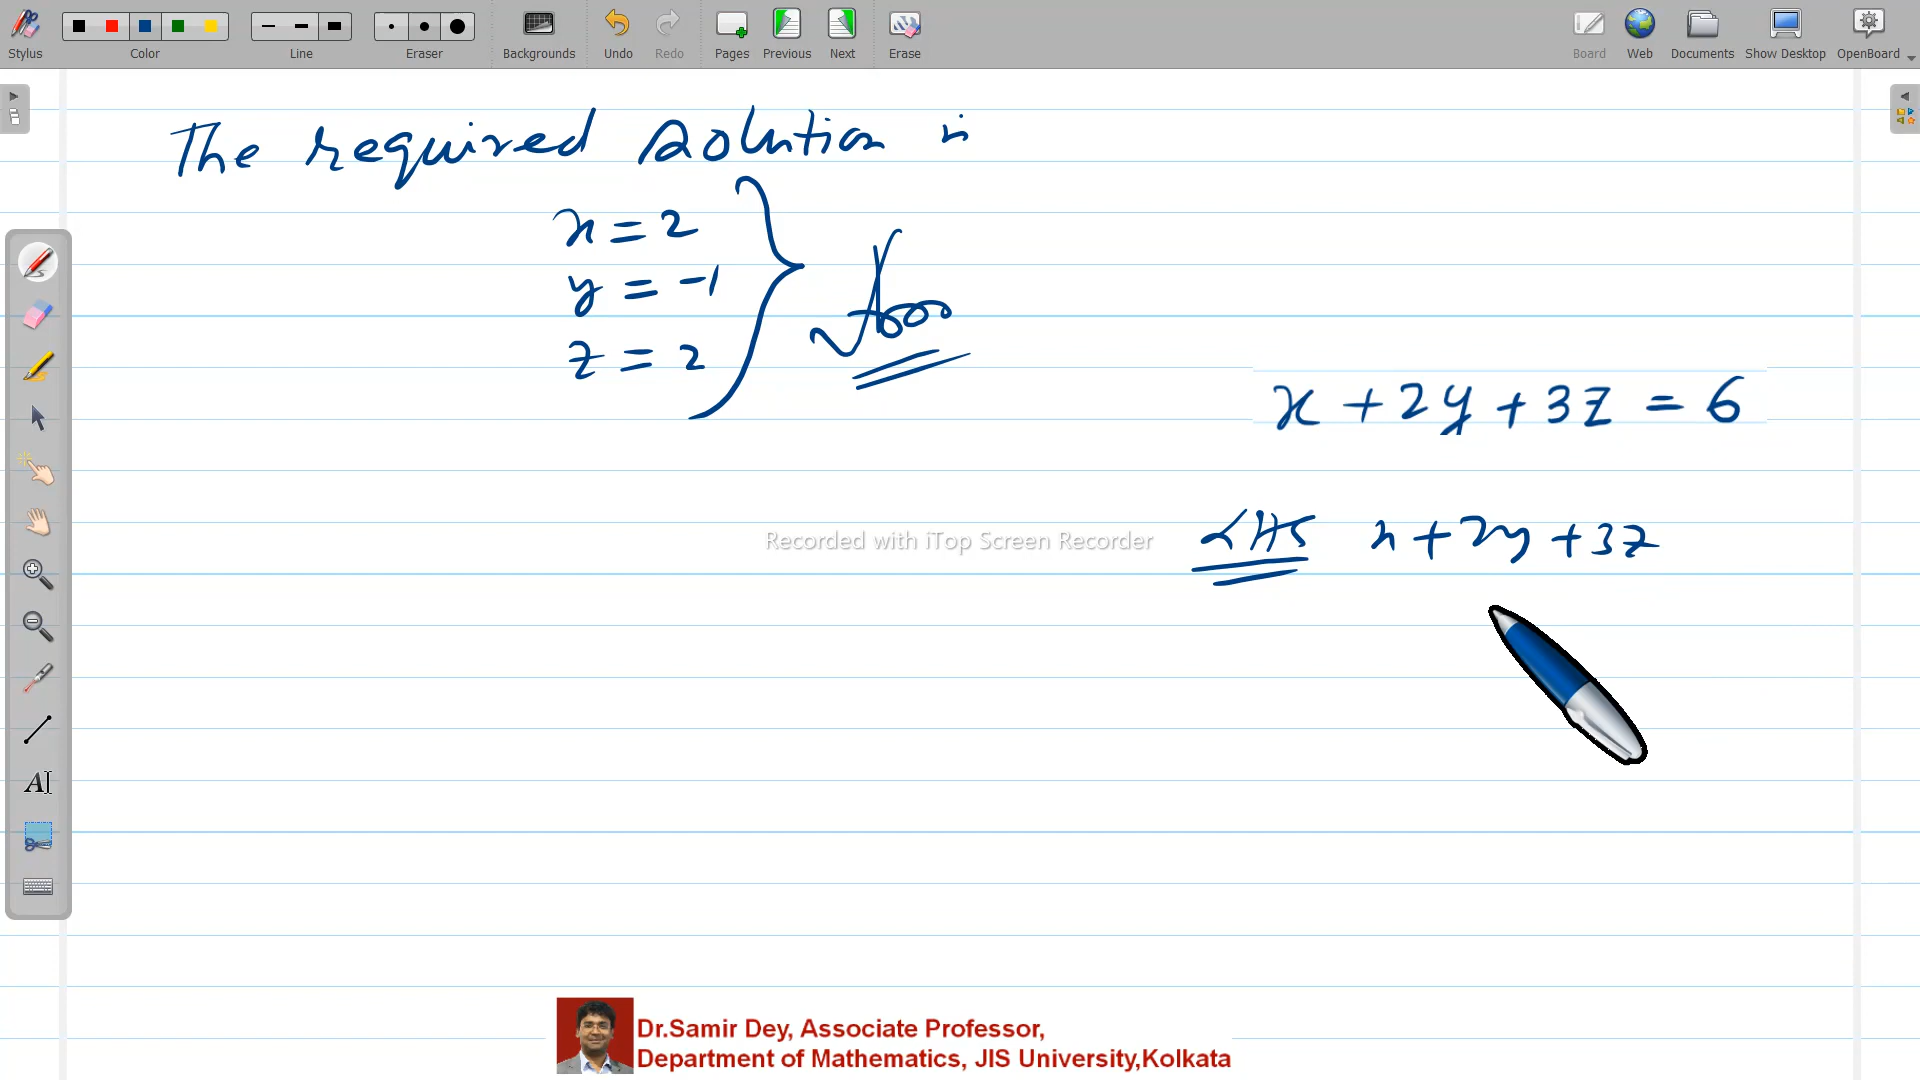 Stylus Color Line Eraser Backgrounds Undo Redo Pages Previous Next Erase Board Web Documents Show Desktop OpenBoard
The required solution is
x = 2
y = -1
z = 2
x + 2y + 3z = 6
LHS x + 2y + 3z
Recorded with iTop Screen Recorder
Dr.Samir Dey, Associate Professor,
Department of Mathematics, JIS University,Kolkata